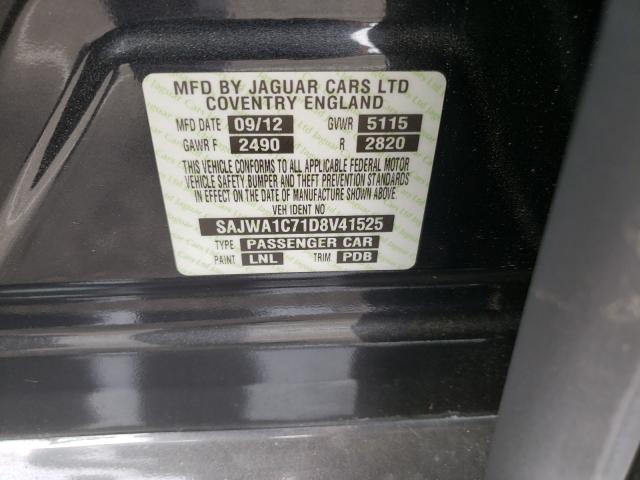 MFD BY JAGUAR CARS LTD
COVENTRY ENGLAND
MFD DATE 09/12 GVWR 5115
GAWR F 2490 R 2820
THIS VEHICLE CONFORMS TO ALL APPLICABLE FEDERAL MOTOR
VEHICLE SAFETY,BUMPER AND THEFT PREVENTION STANDARDS
IN EFFECT ON THE DATE OF MANUFACTURE SHOWN ABOVE.
VEH IDENT NO
SAJWA1C71D8V41525
TYPE PASSENGER CAR
PAINT LNL TRIM PDB